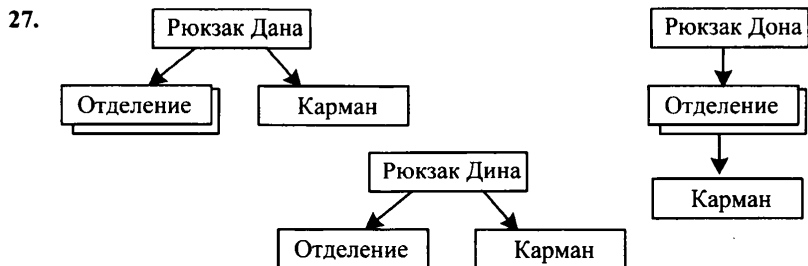 27.
Рюкзак Дана
Отделение
Карман
Рюкзак Дона
Отделение
Карман
Рюкзак Дина
Отделение
Карман